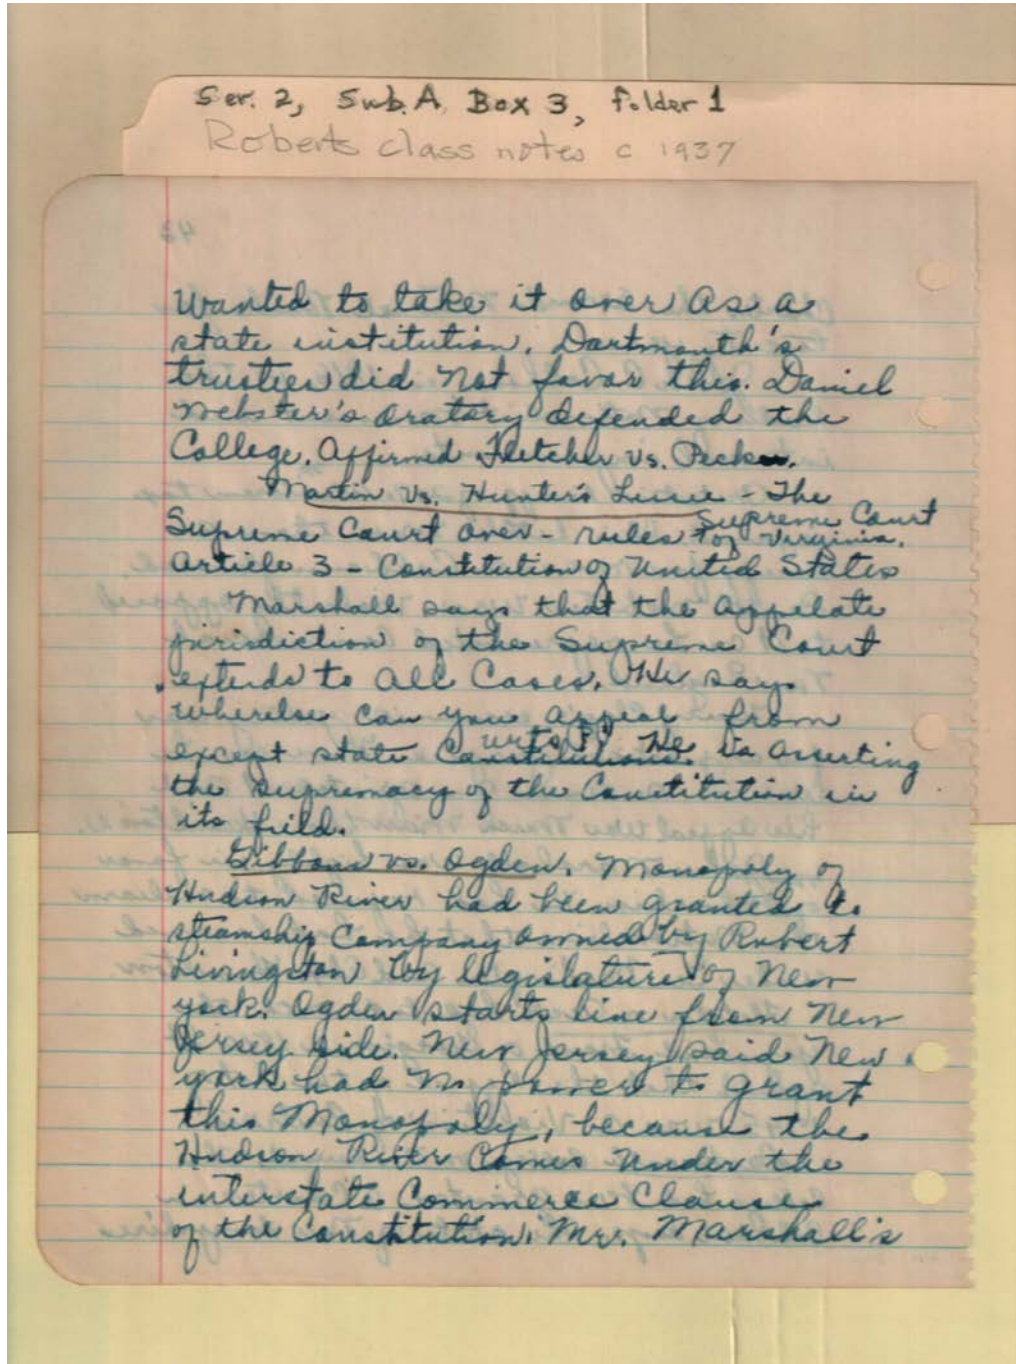 Ser. 2, Sub. A, Box 3, folder 1
Roberts class notes c 1937
wanted to take it over as a
state institution. Dartmouth's
trustees did not favor this. Daniel
Webster's oratary defended the
College. Affirmed Fletcher vs. Peck
Martin vs. Hunter's - The
Supreme Court over-rules Supreme Court of Virginia.
Article 3 - Constitution of United States
Marshall says that the appelate
jurisdiction of the Supreme Court
extends to all Cases. He says
wherelse can you appeal from
except state He is asserting
the supremacy of the Constitution in
its field.
Gibbons vs. Ogden. Monopoly of
Hudson River had been granted to
steamship Company owned by Robert
Livingston by legislature of New
york. Ogden starts line from New
Jersey side. New Jersey said New
york had no power to grant
this Monopoly, because the
Hudson River Comes under the
interstate Commerce Clause
of the Constitution. Mr. Marshall's